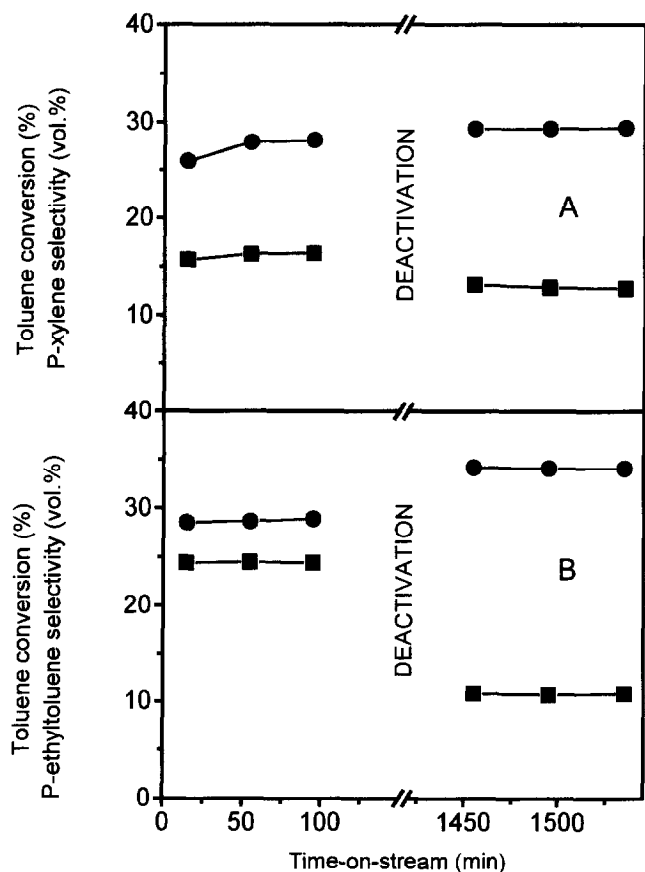 Toluene conversion (%)
P-xylene selectivity (vol.%)
40
30
20
10
DEACTIVATION
A
Toluene conversion (%)
P-ethyltoluene selectivity (vol.%)
40
30
20
10
0
DEACTIVATION
B
0 50 100 1450 1500
Time-on-stream (min)